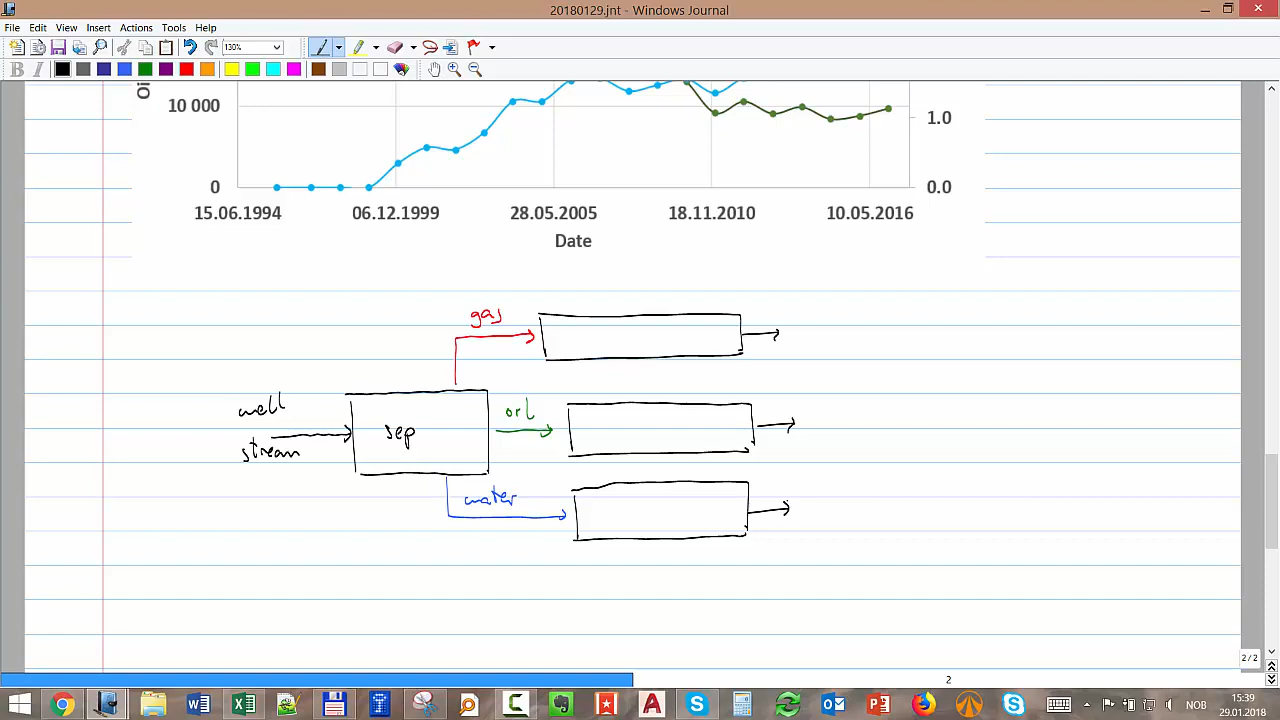 20180129.jnt - Windows Journal
File Edit View Insert Actions Tools Help
130%
B I
10 000
0
1.0
0.0
15.06.1994 06.12.1999 28.05.2005 18.11.2010 10.05.2016
Date
gas
well
stream
sep
oil
water
2/2
2
NOB
15:39
29.01.2018